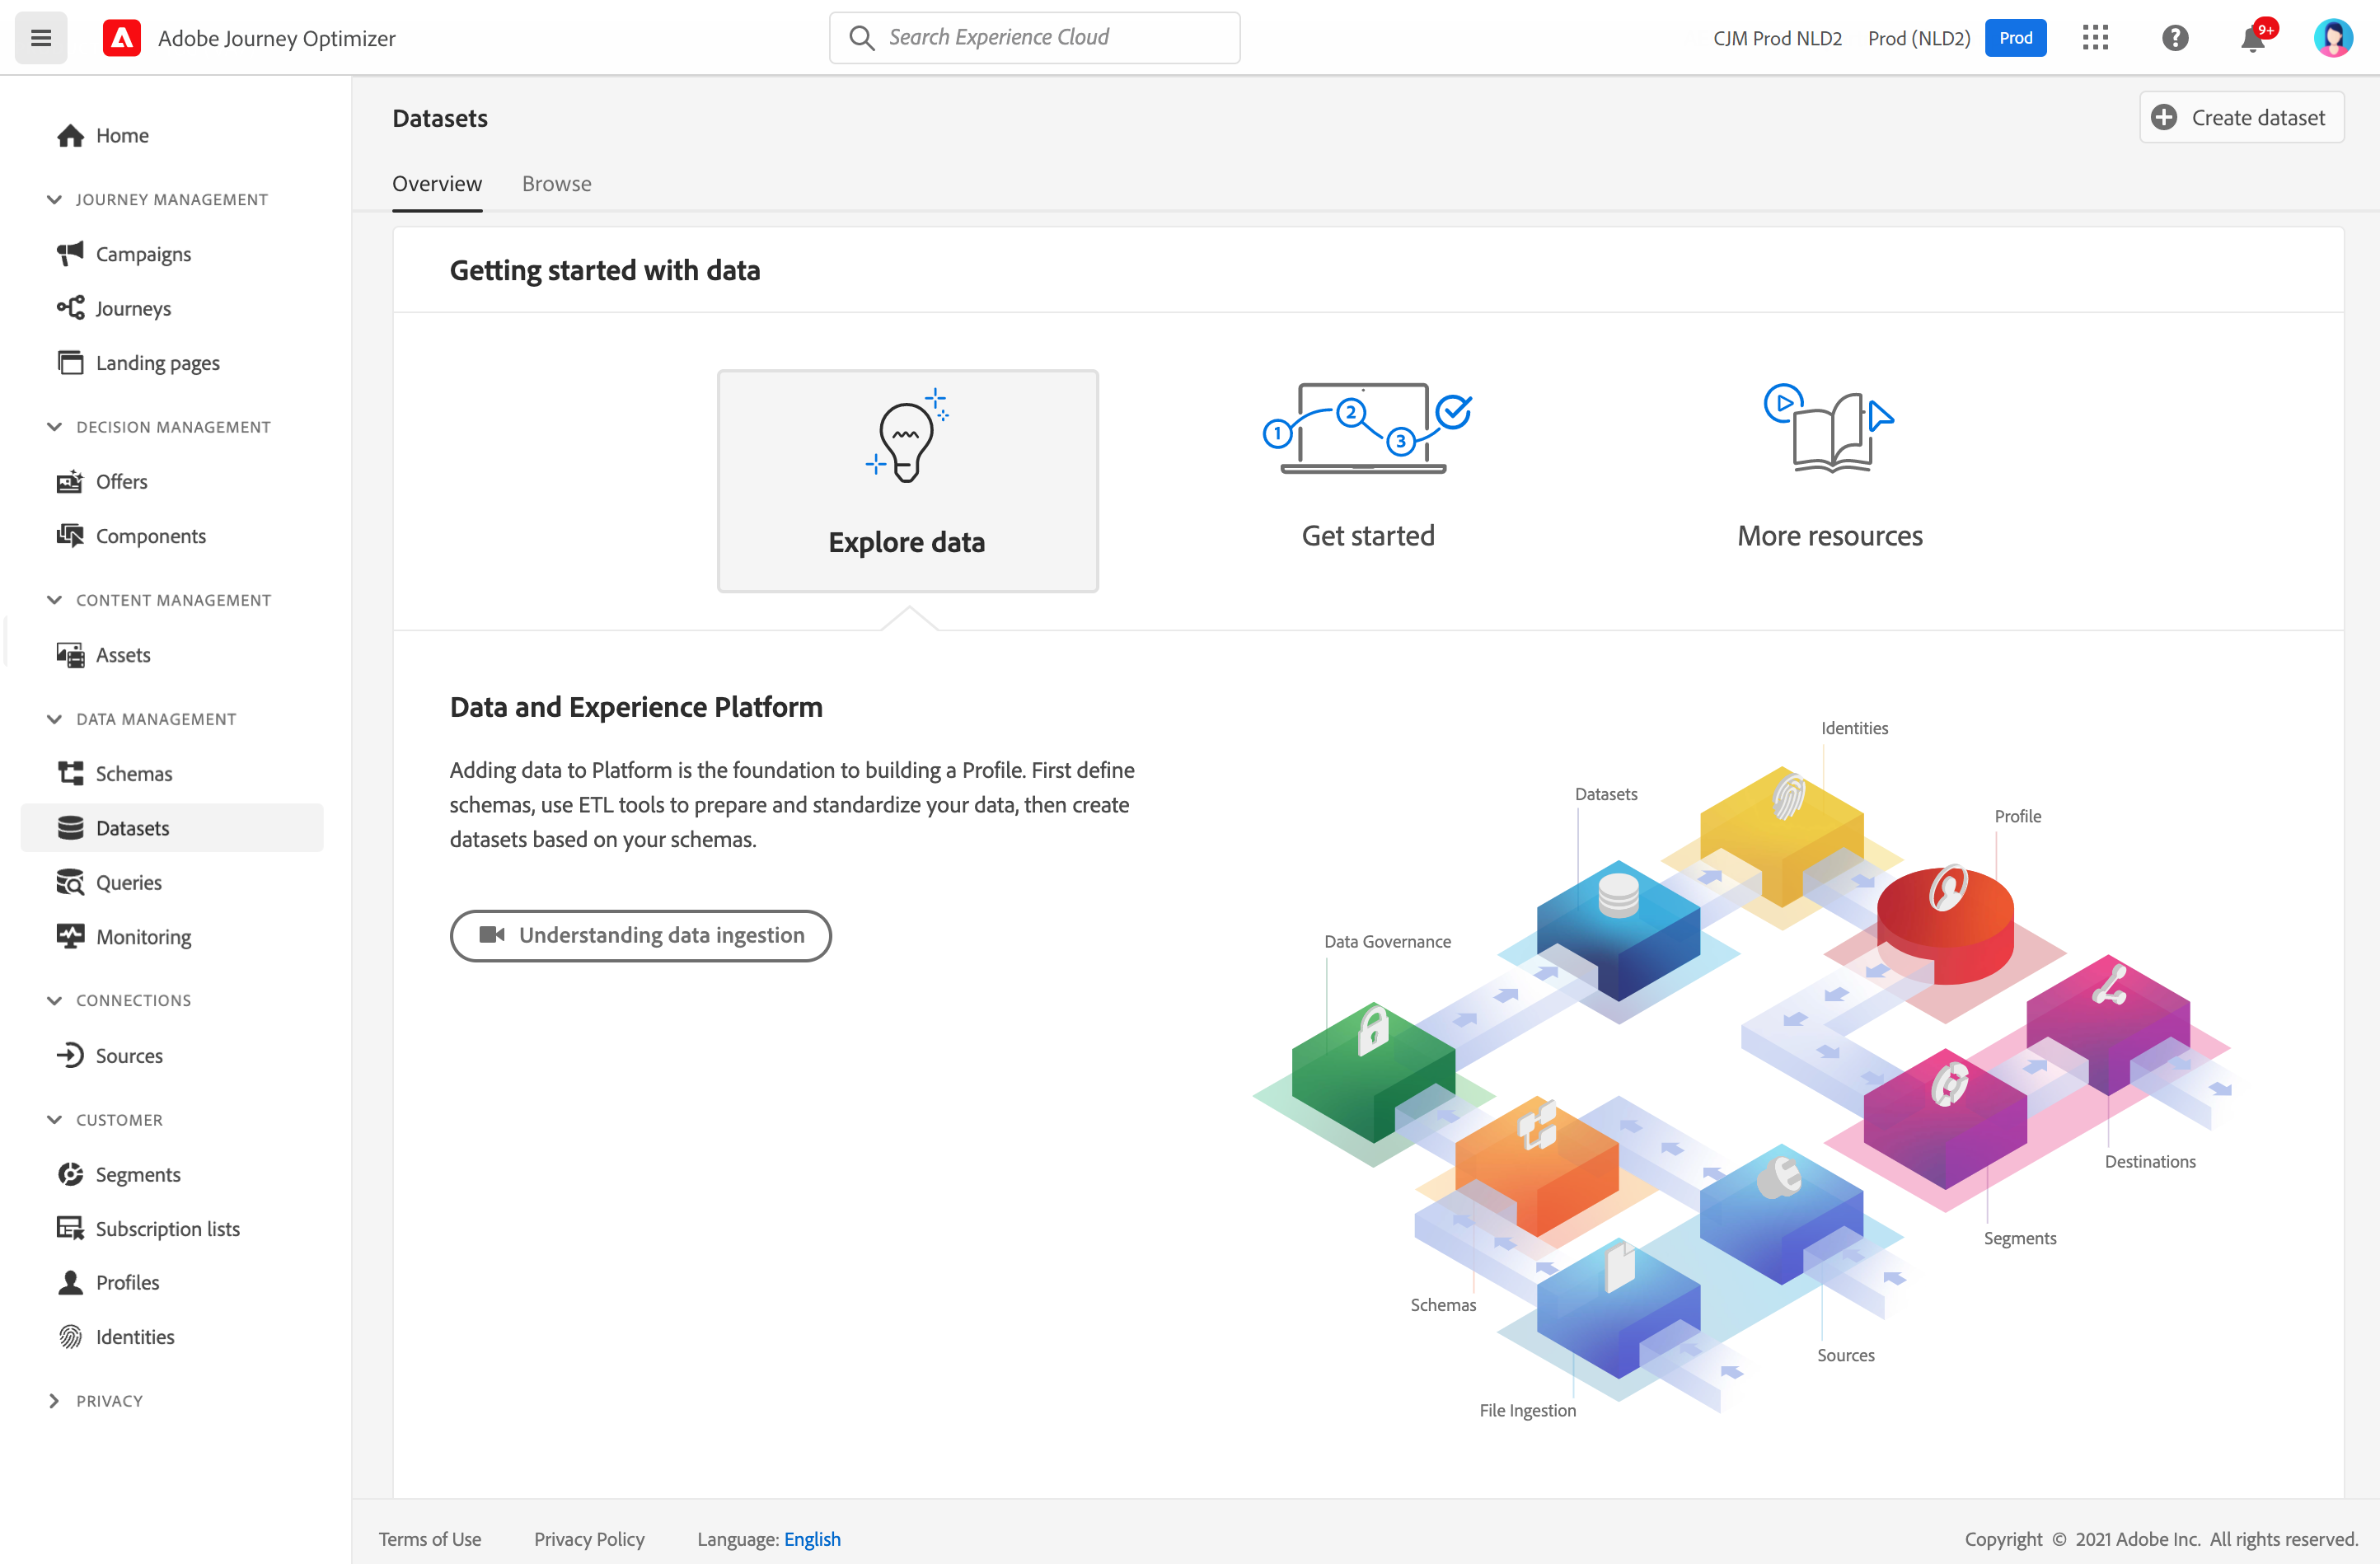 Adobe Journey Optimizer
Search Experience Cloud
CJM Prod NLD2
Prod (NLD2)
Prod
9+
Home
JOURNEY MANAGEMENT
Campaigns
Journeys
Landing pages
DECISION MANAGEMENT
Offers
Components
CONTENT MANAGEMENT
Assets
DATA MANAGEMENT
Schemas
Datasets
Queries
Monitoring
CONNECTIONS
Sources
CUSTOMER
Segments
Subscription lists
Profiles
Identities
PRIVACY
Datasets
Create dataset
Overview
Browse
Getting started with data
Explore data
1
2
3
Get started
More resources
Data and Experience Platform
Adding data to Platform is the foundation to building a Profile. First define
schemas, use ETL tools to prepare and standardize your data, then create
datasets based on your schemas.
Understanding data ingestion
Identities
Datasets
Profile
Data Governance
Destinations
Segments
Schemas
Sources
File Ingestion
Terms of Use
Privacy Policy
Language: English
Copyright © 2021 Adobe Inc. All rights reserved.